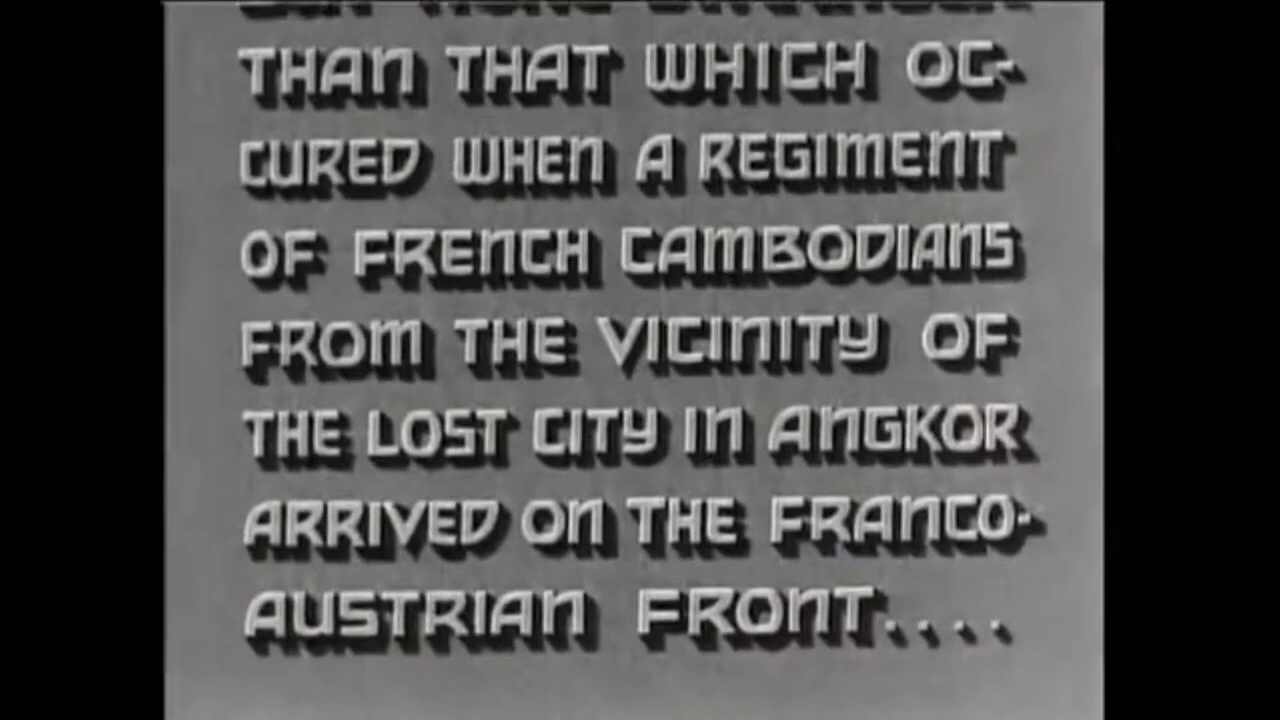 THAN THAT WHICH OC-
CURED WHEN A REGIMENT
OF FRENCH CAMBODIANS
FROM THE VICINITY OF
THE LOST CITY IN ANGKOR
ARRIVED ON THE FRANCO-
AUSTRIAN FRONT....